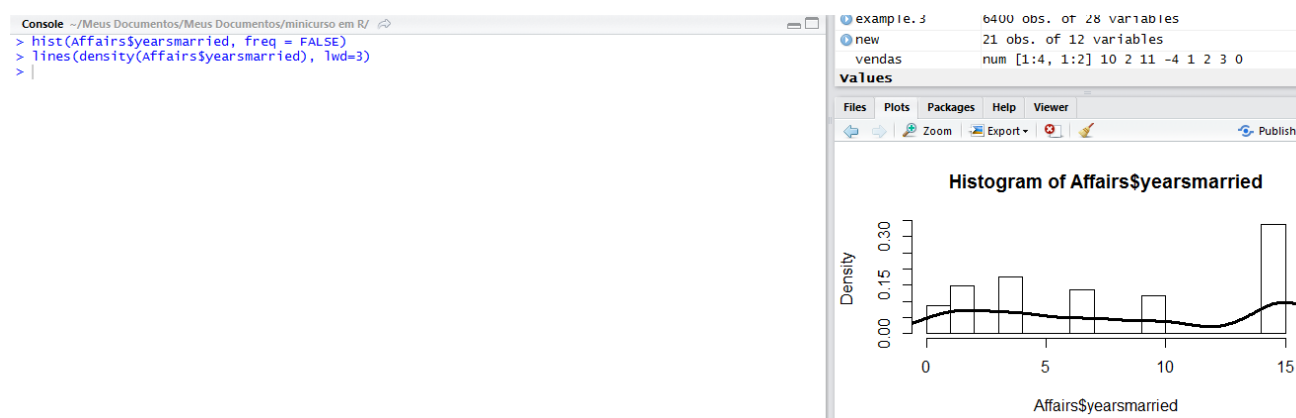 Console ~/Meus Documentos/Meus Documentos/minicurso em R/
> hist(Affairs$yearsmarried, freq = FALSE)
> lines(density(Affairs$yearsmarried), lwd=3)
>
example.3 6400 obs. of 28 variables
new 21 obs. of 12 variables
vendas num [1:4, 1:2] 10 2 11 -4 1 2 3 0
values
Files Plots Packages Help Viewer
Zoom Export Publish
Histogram of Affairs$yearsmarried
Density
0.30
0.15
0.00
0 5 10 15
Affairs$yearsmarried